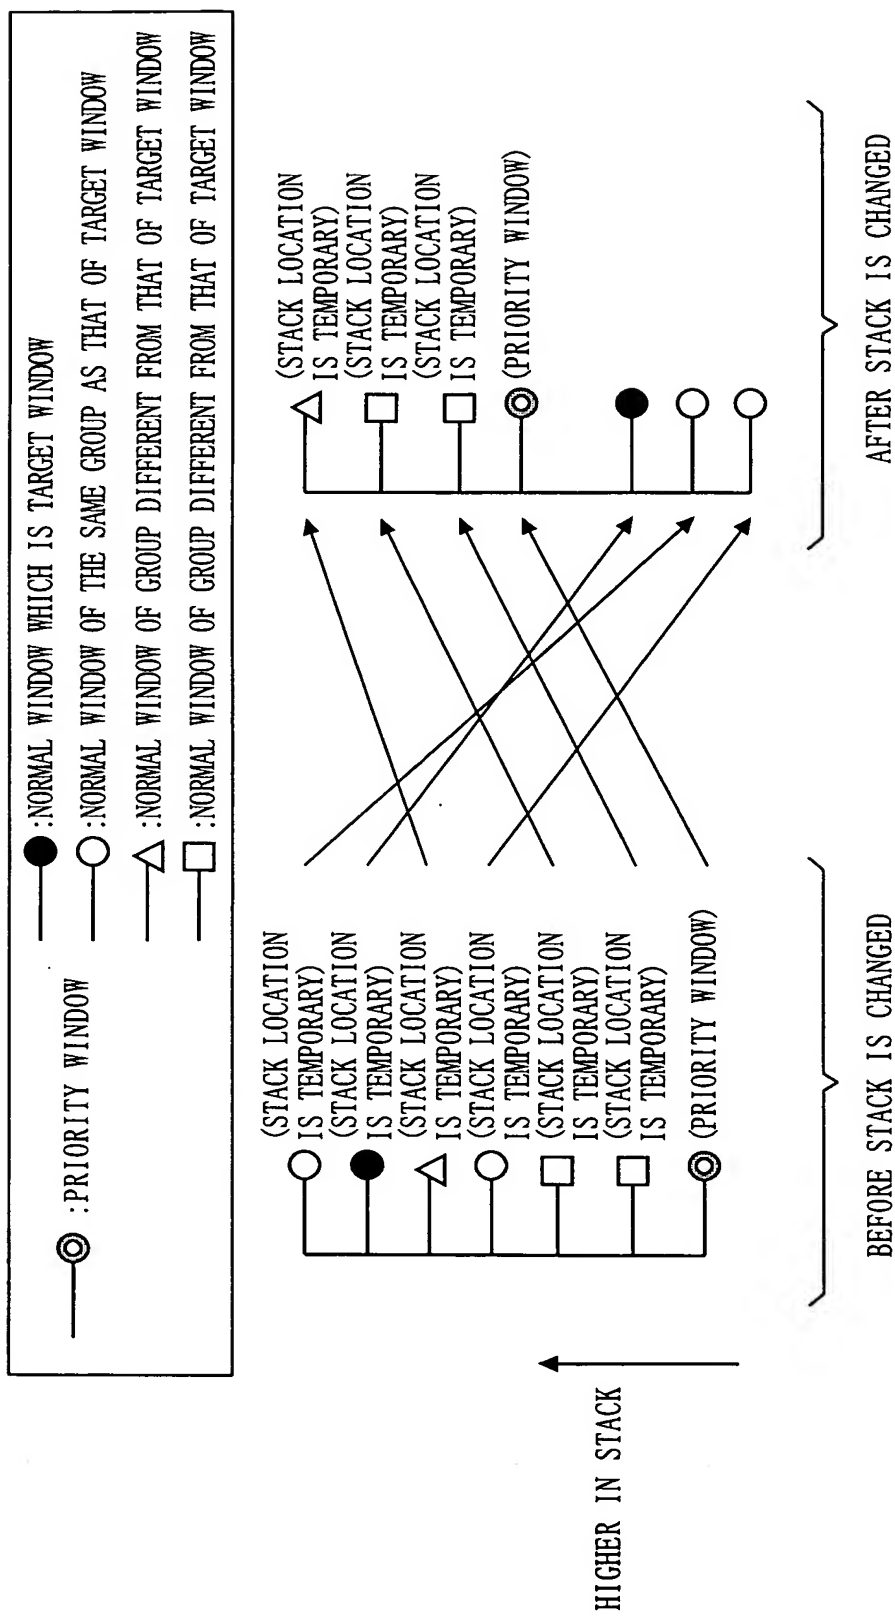 :PRIORITY WINDOW
:NORMAL WINDOW WHICH IS TARGET WINDOW
:NORMAL WINDOW OF THE SAME GROUP AS THAT OF TARGET WINDOW
:NORMAL WINDOW OF GROUP DIFFERENT FROM THAT OF TARGET WINDOW
:NORMAL WINDOW OF GROUP DIFFERENT FROM THAT OF TARGET WINDOW
HIGHER IN STACK
(STACK LOCATION
IS TEMPORARY)
(STACK LOCATION
IS TEMPORARY)
(STACK LOCATION
IS TEMPORARY)
(STACK LOCATION
IS TEMPORARY)
(STACK LOCATION
IS TEMPORARY)
(STACK LOCATION
IS TEMPORARY)
(PRIORITY WINDOW)
BEFORE STACK IS CHANGED
(STACK LOCATION
IS TEMPORARY)
(STACK LOCATION
IS TEMPORARY)
(STACK LOCATION
IS TEMPORARY)
(PRIORITY WINDOW)
AFTER STACK IS CHANGED